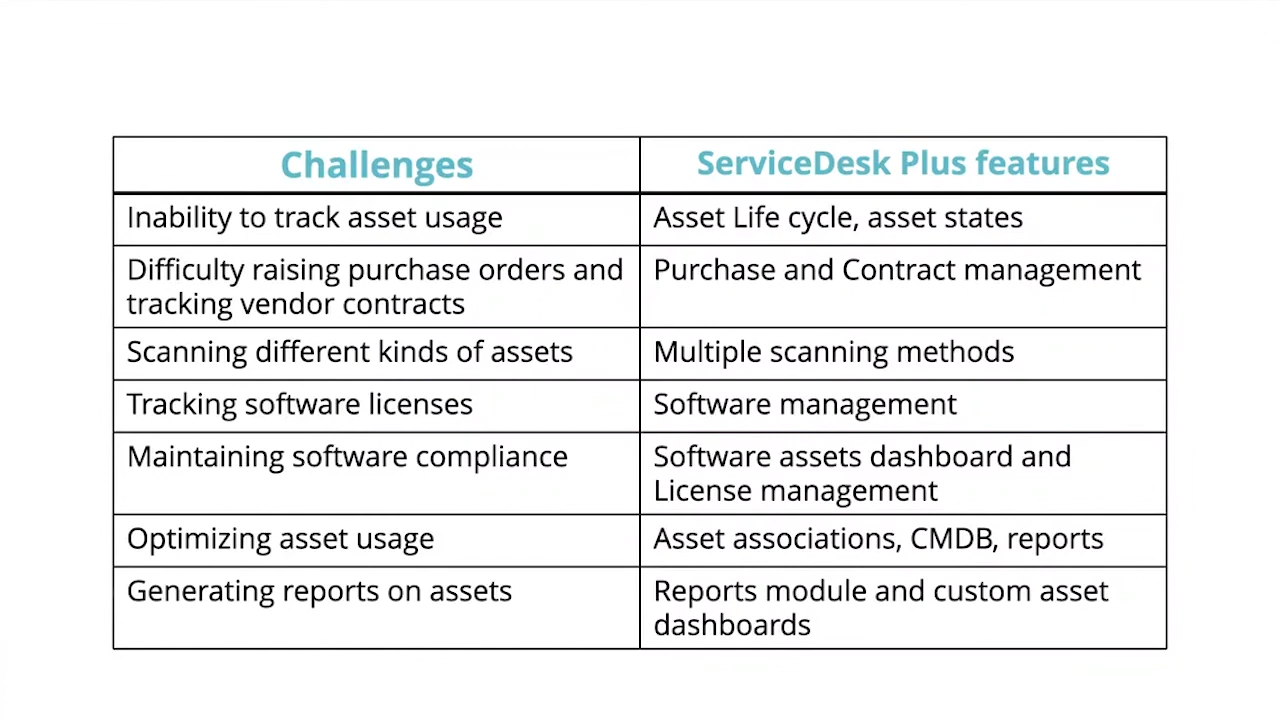 Challenges
ServiceDesk Plus features
Inability to track asset usage
Asset Life cycle, asset states
Difficulty raising purchase orders and
tracking vendor contracts
Purchase and Contract management
Scanning different kinds of assets
Multiple scanning methods
Tracking software licenses
Software management
Maintaining software compliance
Software assets dashboard and
License management
Optimizing asset usage
Asset associations, CMDB, reports
Generating reports on assets
Reports module and custom asset
dashboards